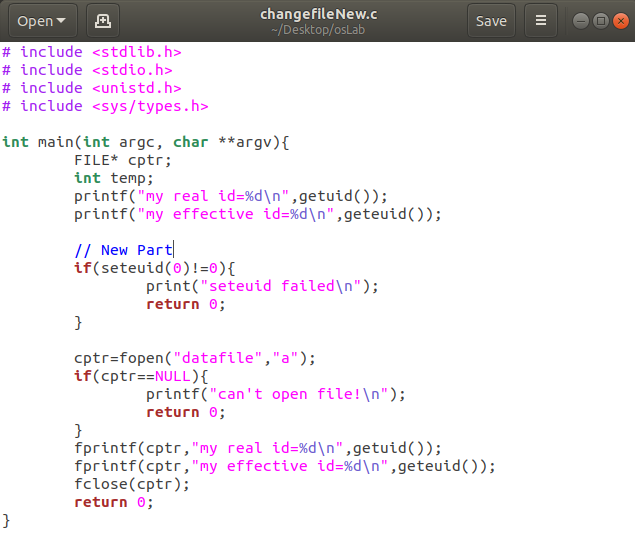 Open
changefileNew.c
~/Desktop/osLab
Save
# include <stdlib.h>
# include <stdio.h>
# include <unistd.h>
# include <sys/types.h>
int main(int argc, char **argv){
FILE* cptr;
int temp;
printf("my real id=%d\n",getuid());
printf("my effective id=%d\n",geteuid());
// New Part
if(seteuid(0)!=0){
print("seteuid failed\n");
return 0;
}
cptr=fopen("datafile","a");
if(cptr==NULL){
printf("can't open file!\n");
return 0;
}
fprintf(cptr,"my real id=%d\n",getuid());
fprintf(cptr,"my effective id=%d\n",geteuid());
fclose(cptr);
return 0;
}